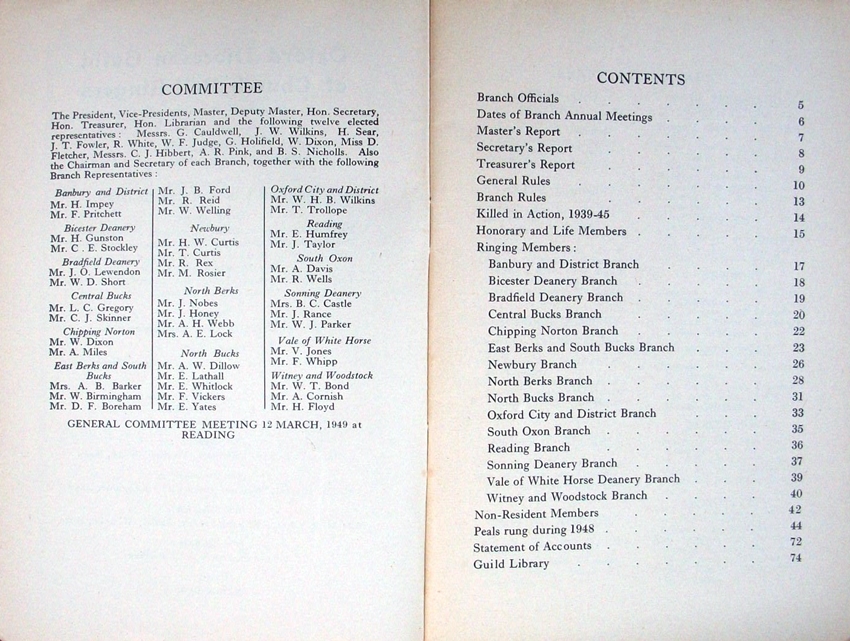 COMMITTEE
The President, Vice-Presidents, Master, Deputy Master, Hon. Secretary,
Hon. Treasurer, Hon. Librarian and the following twelve elected
representatives : Messrs. G. Cauldwell, J. W. Wilkins, H. Sear,
J. T. Fowler, R. White, W. F. Judge, G. Holifield, W. Dixon, Miss D.
Fletcher, Messrs. C. J. Hibbert, A. R. Pink, and B. S. Nicholls. Also
the Chairman and Secretary of each Branch, together with the following
Branch Representatives :
Banbury and District
Mr. H. Impey
Mr. F. Pritchett
Bicester Deanery
Mr. H. Gunston
Mr. C . E. Stockley
Bradfield Deanery
Mr. J. O. Lewendon
Mr. W. D. Short
Central Bucks
Mr. L. C. Gregory
Mr. C. J. Skinner
Chipping Norton
Mr. W. Dixon
Mr. A. Miles
East Berks and South
Bucks
Mrs. A. B. Barker
Mr. W. Birmingham
Mr. D. F. Boreham
Mr. J. B. Ford
Mr. R. Reid
Mr. W. Welling
Newbury
Mr. H. W. Curtis
Mr. T. Curtis
Mr. R. Rex
Mr. M. Rosier
North Berks
Mr. J. Nobes
Mr. J. Honey
Mr. A. H. Webb
Mrs. A. E. Lock
North Bucks
Mr. A. W. Dillow
Mr. E. Lathall
Mr. E. Whitlock
Mr. F. Vickers
Mr. E. Yates
Oxford City and District
Mr. W. H. B. Wilkins
Mr. T. Trollope
Reading
Mr. E. Humfrey
Mr. J. Taylor
South Oxon
Mr. A. Davis
Mr. R. Wells
Sonning Deanery
Mrs. B. C. Castle
Mr. J. Rance
Mr. W. J. Parker
Vale of White Horse
Mr. V. Jones
Mr. F. Whipp
Witney and Woodstock
Mr. W. T. Bond
Mr. A. Cornish
Mr. H. Floyd
GENERAL COMMITTEE MEETING 12 MARCH, 1949 at
READING
CONTENTS
Branch Officials . . . . . . . 5
Dates of Branch Annual Meetings . . . . 6
Master's Report . . . . . . . 7
Secretary's Report . . . . . . 8
Treasurer's Report . . . . . . 9
General Rules . . . . . . . 10
Branch Rules . . . . . . . 13
Killed in Action, 1939-45 . . . . . 14
Honorary and Life Members . . . . . 15
Ringing Members :
Banbury and District Branch . . . . 17
Bicester Deanery Branch . . . . . 18
Bradfield Deanery Branch . . . . . 19
Central Bucks Branch . . . . . 20
Chipping Norton Branch . . . . . 22
East Berks and South Bucks Branch . . . 23
Newbury Branch . . . . . . 26
North Berks Branch . . . . . . 28
North Bucks Branch . . . . . . 31
Oxford City and District Branch . . . . 33
South Oxon Branch . . . . . . 35
Reading Branch . . . . . . 36
Sonning Deanery Branch . . . . . 37
Vale of White Horse Deanery Branch . . . 39
Witney and Woodstock Branch . . . . 40
Non-Resident Members . . . . . 42
Peals rung during 1948 . . . . . . 44
Statement of Accounts . . . . . . 72
Guild Library . . . . . . . 74